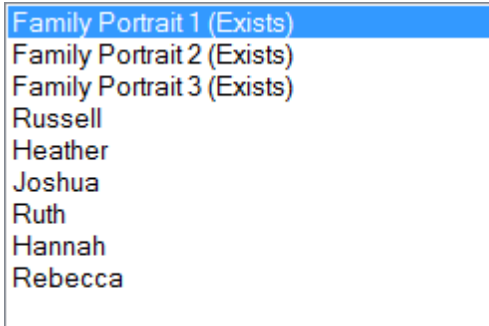 Family Portrait 1 (Exists)
Family Portrait 2 (Exists)
Family Portrait 3 (Exists)
Russell
Heather
Joshua
Ruth
Hannah
Rebecca